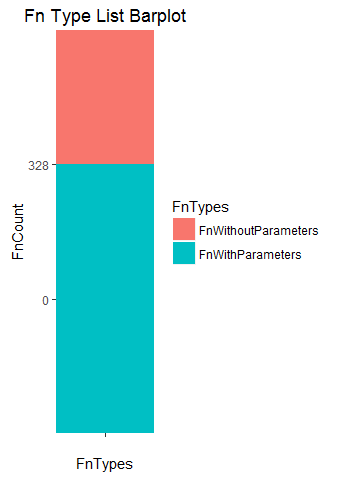 Fn Type List Barplot
328
0
FnCount
FnTypes
FnTypes
FnWithoutParameters
FnWithParameters